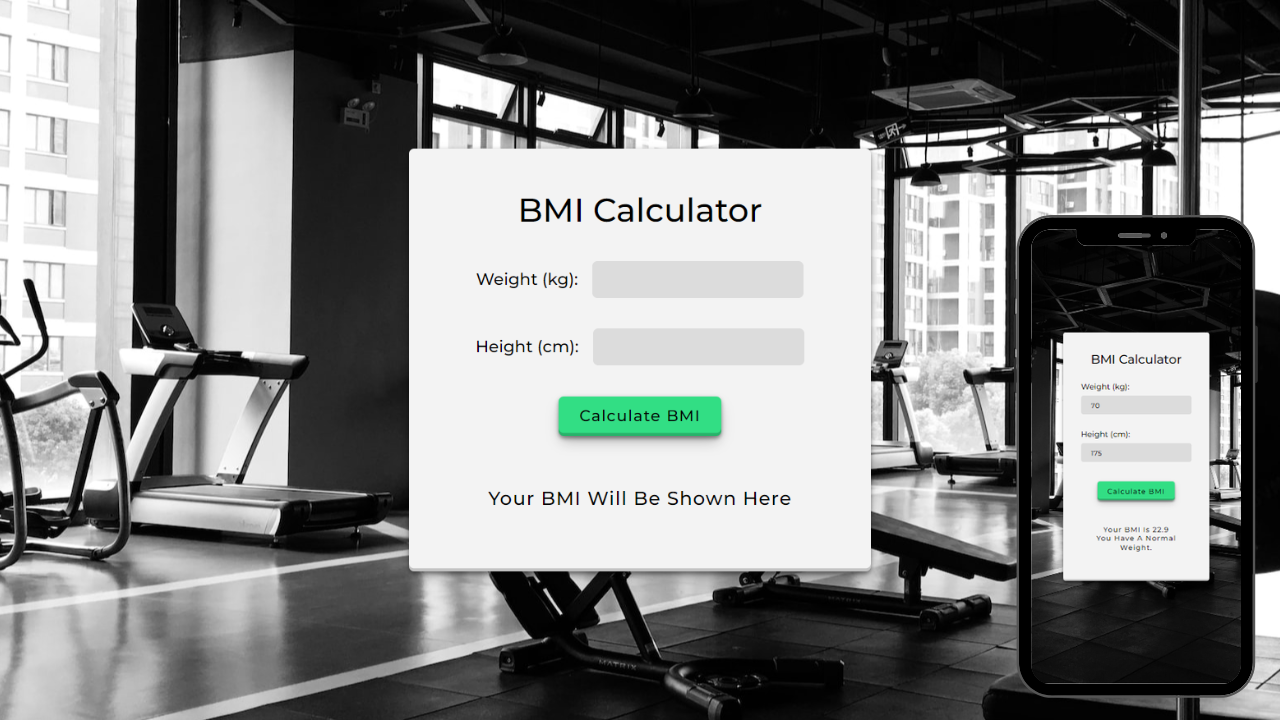 BMI Calculator
Weight (kg):
Height (cm):
Calculate BMI
Your BMI Will Be Shown Here
BMI Calculator
Weight (kg):
70
Height (cm):
175
Calculate BMI
Your BMI is 22.9
You Have A Normal
Weight.
MATRIX